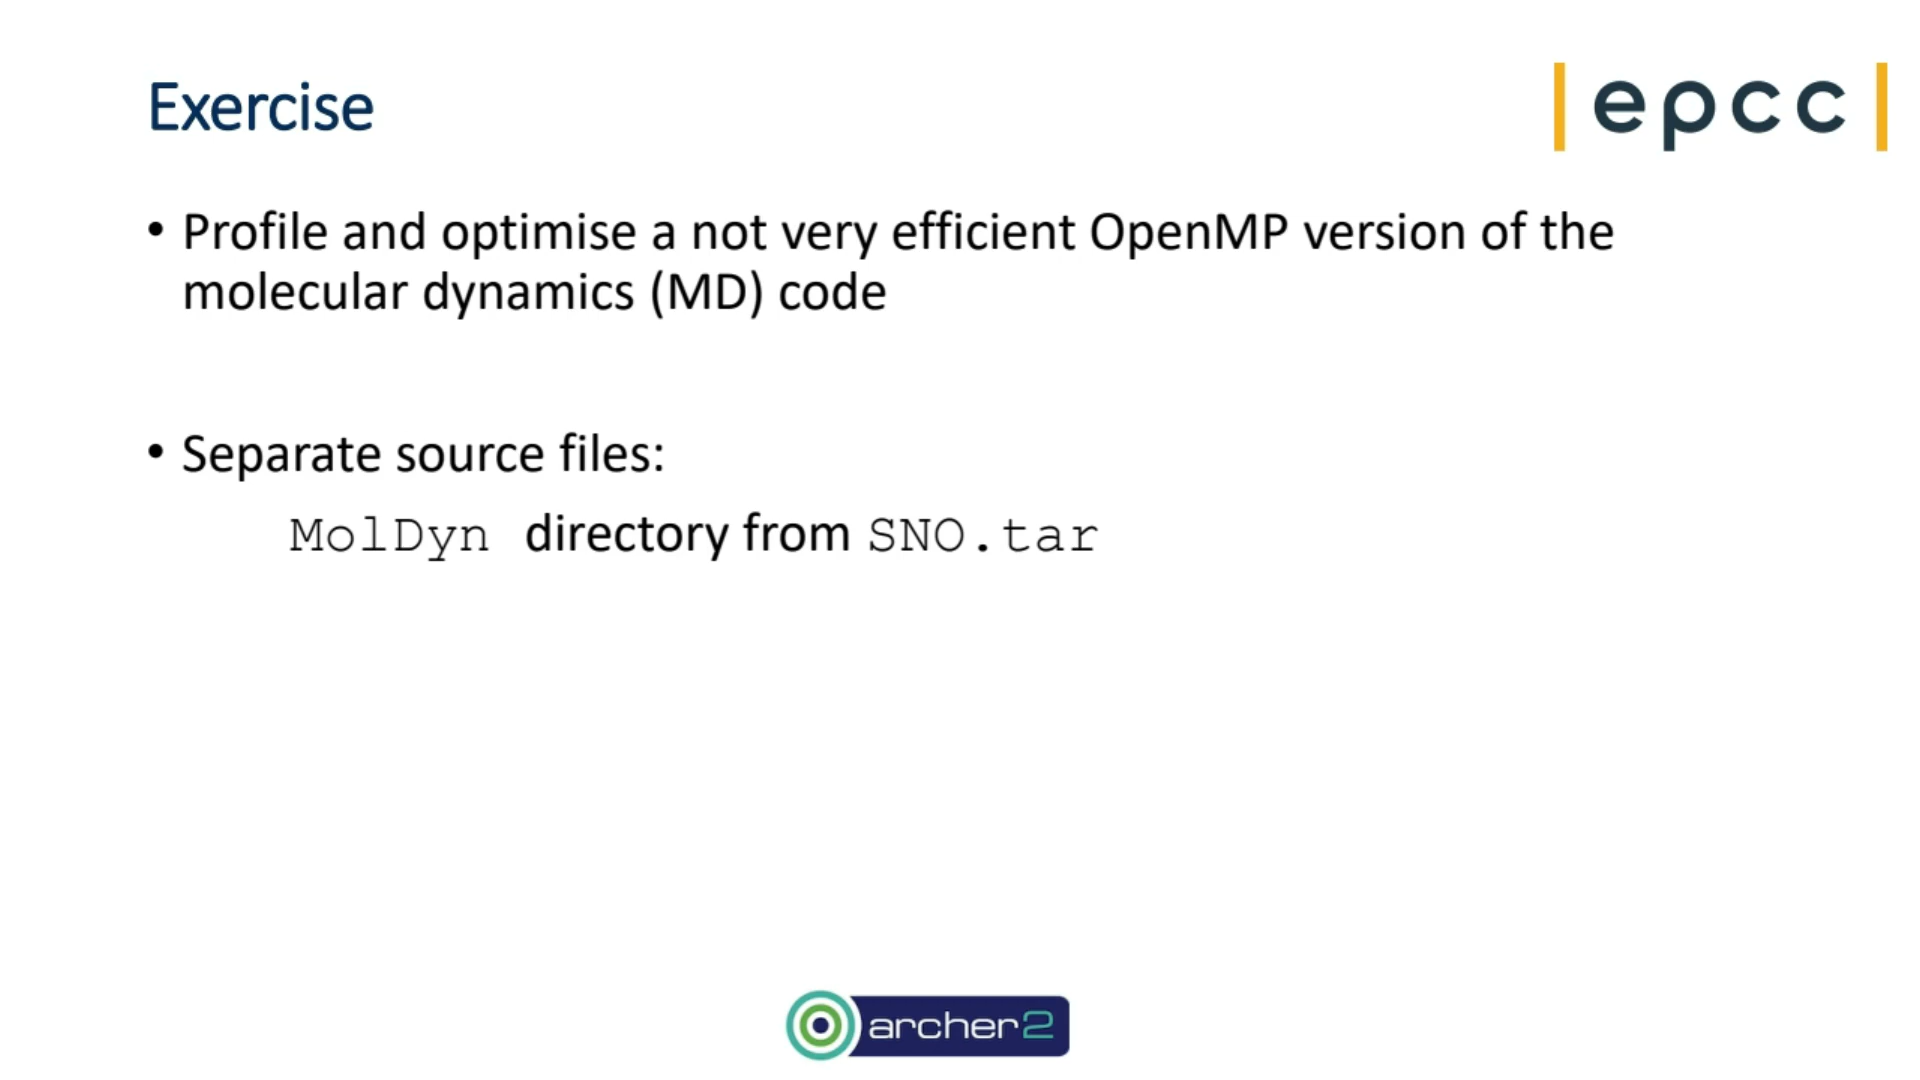 Exercise
|epcc|
• Profile and optimise a not very efficient OpenMP version of the
molecular dynamics (MD) code
• Separate source files:
MolDyn directory from SNO.tar
archer2